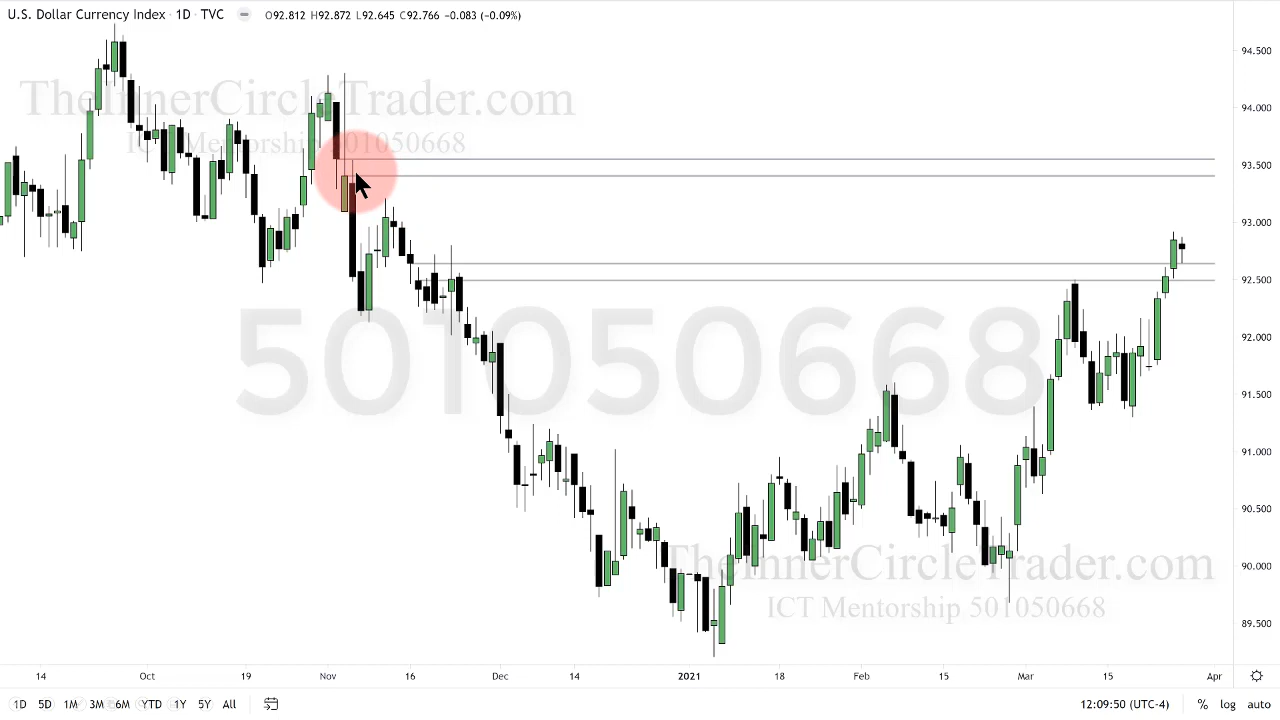 U.S. Dollar Currency Index · 1D · TVC O92.812 H92.872 L92.645 C92.766 −0.083 (−0.09%)
94.500
TheInnerCircleTrader.com
94.000
ICT Mentorship 501050668
93.500
93.000
92.500
501050668
92.000
91.500
91.000
90.500
TheInnerCircleTrader.com
90.000
ICT Mentorship 501050668
89.500
14 Oct 19 Nov 16 Dec 14 2021 18 Feb 15 Mar 15 Apr
1D 5D 1M 3M 6M YTD 1Y 5Y All 12:09:50 (UTC-4) % log auto